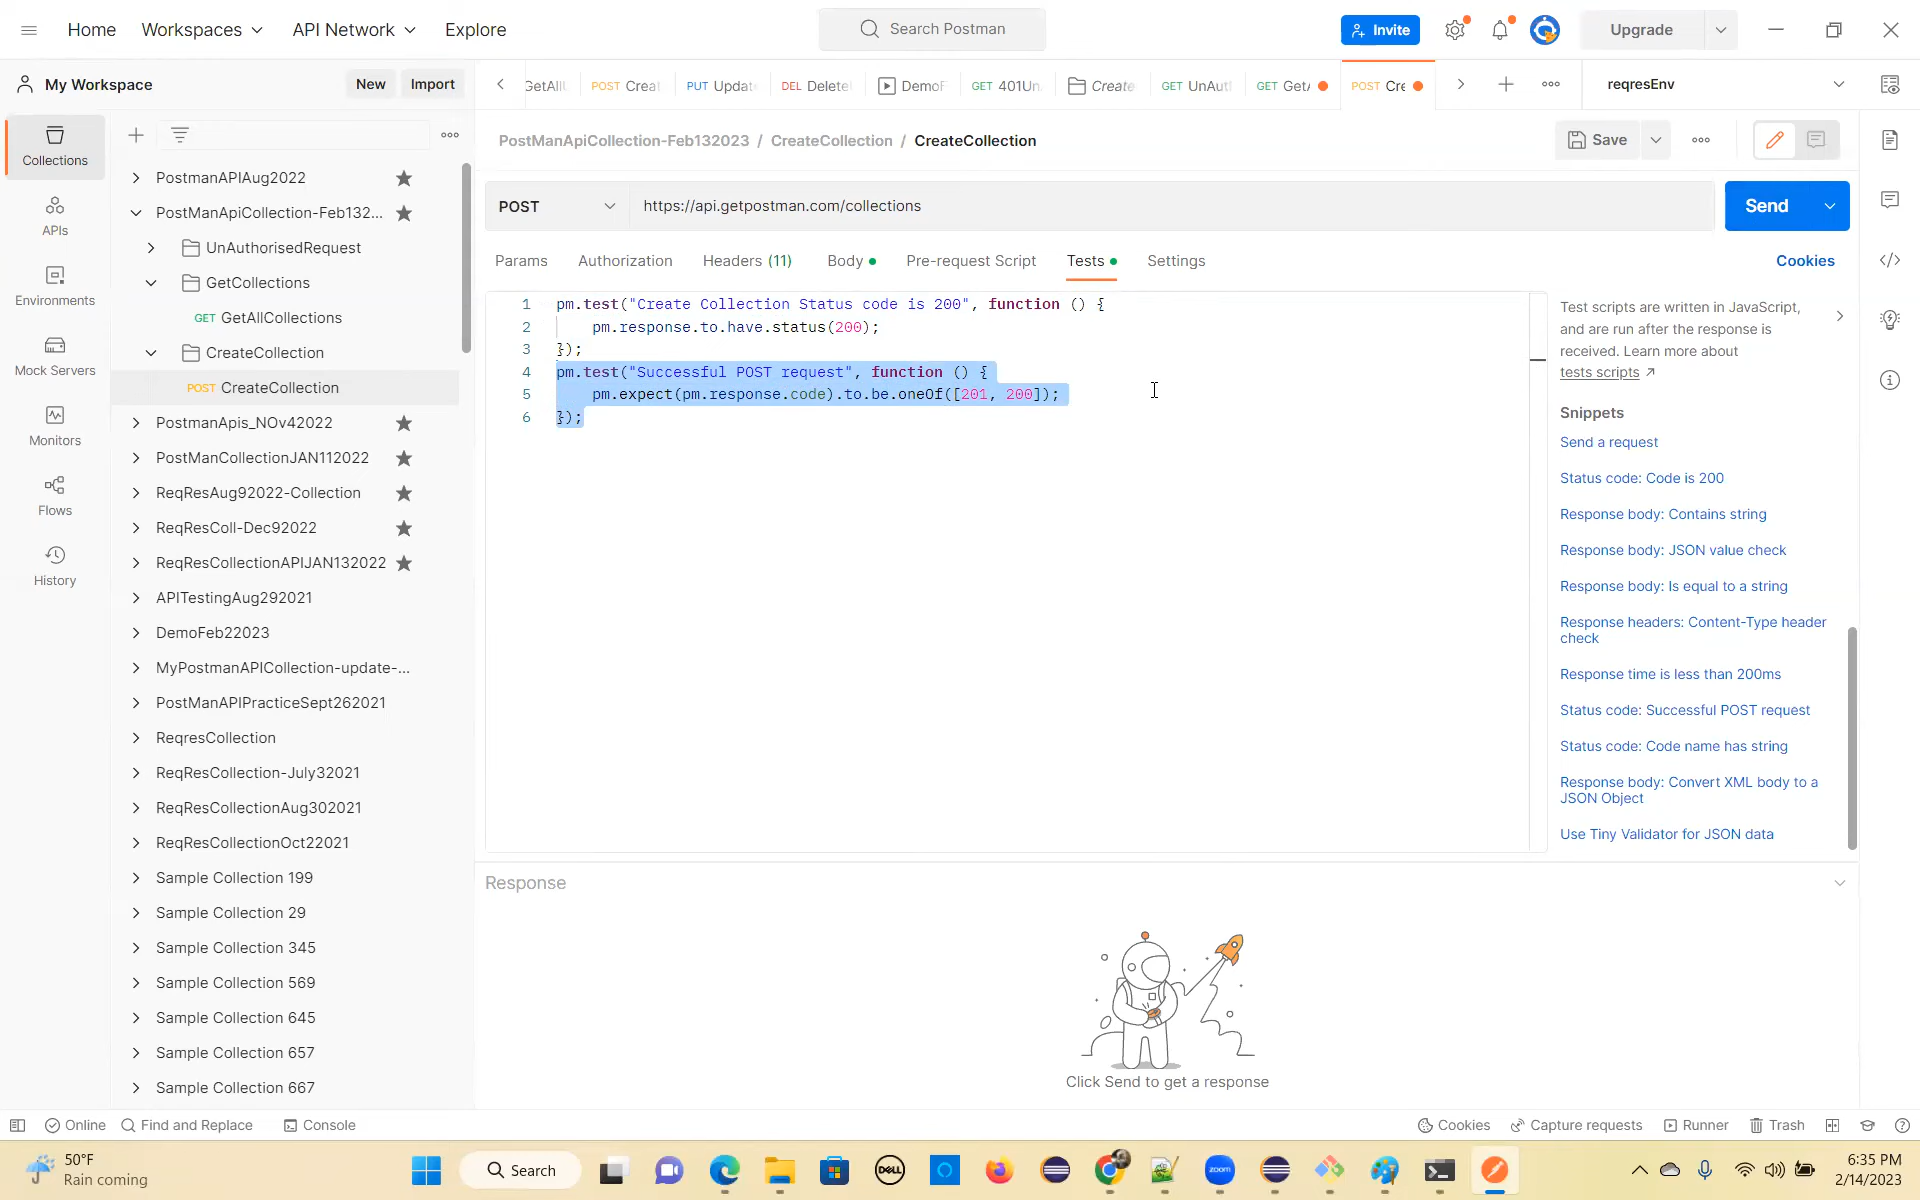 Home
Workspaces
API Network
Explore
Search Postman
Invite
Upgrade
My Workspace
New
Import
GetAllU
POST Creat
PUT Updat
DEL Delete
DemoF
GET 401Un
Create
GET UnAut
GET GetA
POST Cre
reqresEnv
Collections
APIs
Environments
Mock Servers
Monitors
Flows
History
PostmanAPIAug2022
PostManApiCollection-Feb132...
UnAuthorisedRequest
GetCollections
GET GetAllCollections
CreateCollection
POST CreateCollection
PostmanApis_NOv42022
PostManCollectionJAN112022
ReqResAug92022-Collection
ReqResColl-Dec92022
ReqResCollectionAPIJAN132022
APITestingAug292021
DemoFeb22023
MyPostmanAPICollection-update-...
PostManAPIPracticeSept262021
ReqresCollection
ReqResCollection-July32021
ReqResCollectionAug302021
ReqResCollectionOct22021
Sample Collection 199
Sample Collection 29
Sample Collection 345
Sample Collection 569
Sample Collection 645
Sample Collection 657
Sample Collection 667
PostManApiCollection-Feb132023 / CreateCollection / CreateCollection
Save
POST
https://api.getpostman.com/collections
Send
Params
Authorization
Headers (11)
Body
Pre-request Script
Tests
Settings
Cookies
1 pm.test("Create Collection Status code is 200", function () {
2 pm.response.to.have.status(200);
3 });
4 pm.test("Successful POST request", function () {
5 pm.expect(pm.response.code).to.be.oneOf([201, 200]);
6 });
Test scripts are written in JavaScript,
and are run after the response is
received. Learn more about
tests scripts
Snippets
Send a request
Status code: Code is 200
Response body: Contains string
Response body: JSON value check
Response body: Is equal to a string
Response headers: Content-Type header
check
Response time is less than 200ms
Status code: Successful POST request
Status code: Code name has string
Response body: Convert XML body to a
JSON Object
Use Tiny Validator for JSON data
Response
Click Send to get a response
Online
Find and Replace
Console
Cookies
Capture requests
Runner
Trash
50°F
Rain coming
Search
DELL
zoom
6:35 PM
2/14/2023